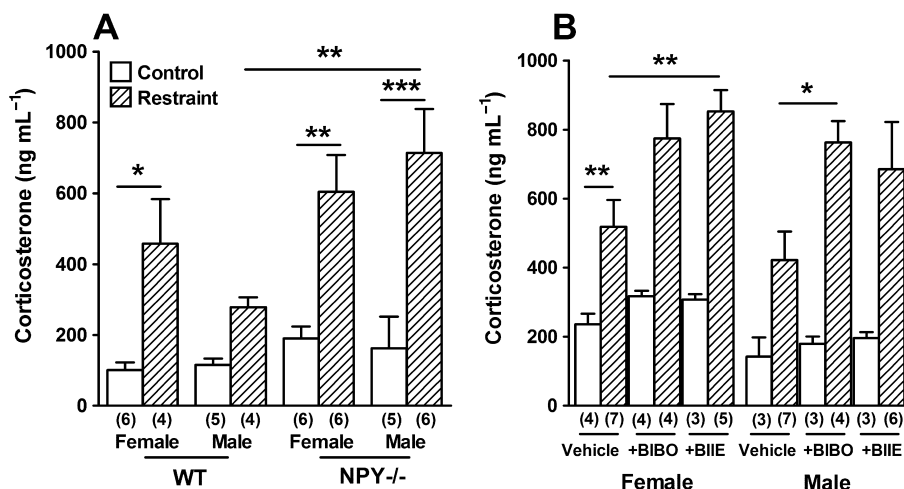 A
Corticosterone (ng mL⁻¹)
1000
800
600
400
200
0
Control
Restraint
*
**
**
***
(6) (4) (5) (4) (6) (6) (5) (6)
Female Male Female Male
WT NPY-/-
B
Corticosterone (ng mL⁻¹)
1000
800
600
400
200
0
**
**
*
(4) (7) (4) (4) (3) (5) (3) (7) (3) (4) (3) (6)
Vehicle +BIBO +BIIE Vehicle +BIBO +BIIE
Female Male